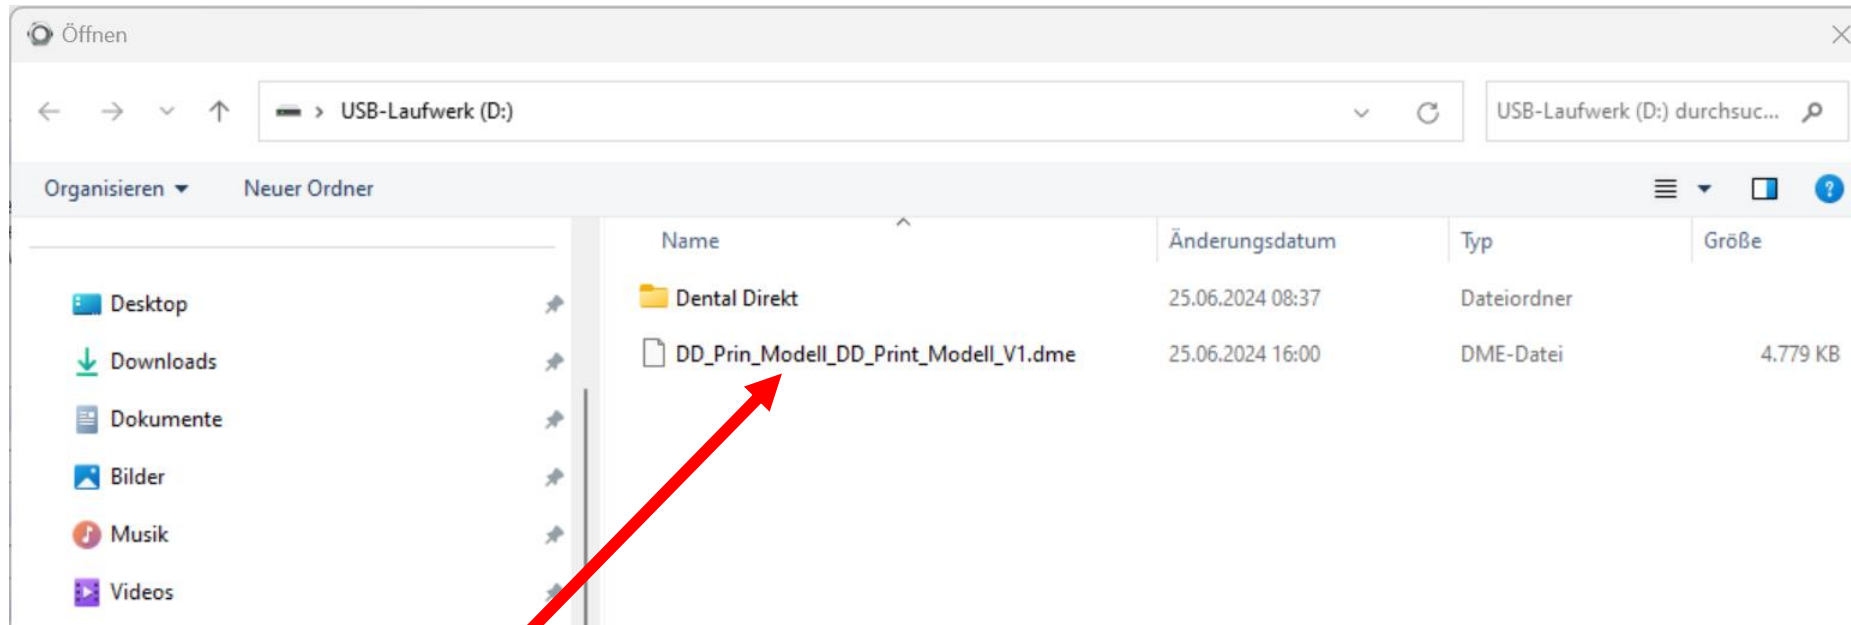 Öffnen
USB-Laufwerk (D:)
USB-Laufwerk (D:) durchsuc...
Organisieren
Neuer Ordner
Name
Änderungsdatum
Typ
Größe
Desktop
Dental Direkt
25.06.2024 08:37
Dateiordner
Downloads
DD_Prin_Modell_DD_Print_Modell_V1.dme
25.06.2024 16:00
DME-Datei
4.779 KB
Dokumente
Bilder
Musik
Videos